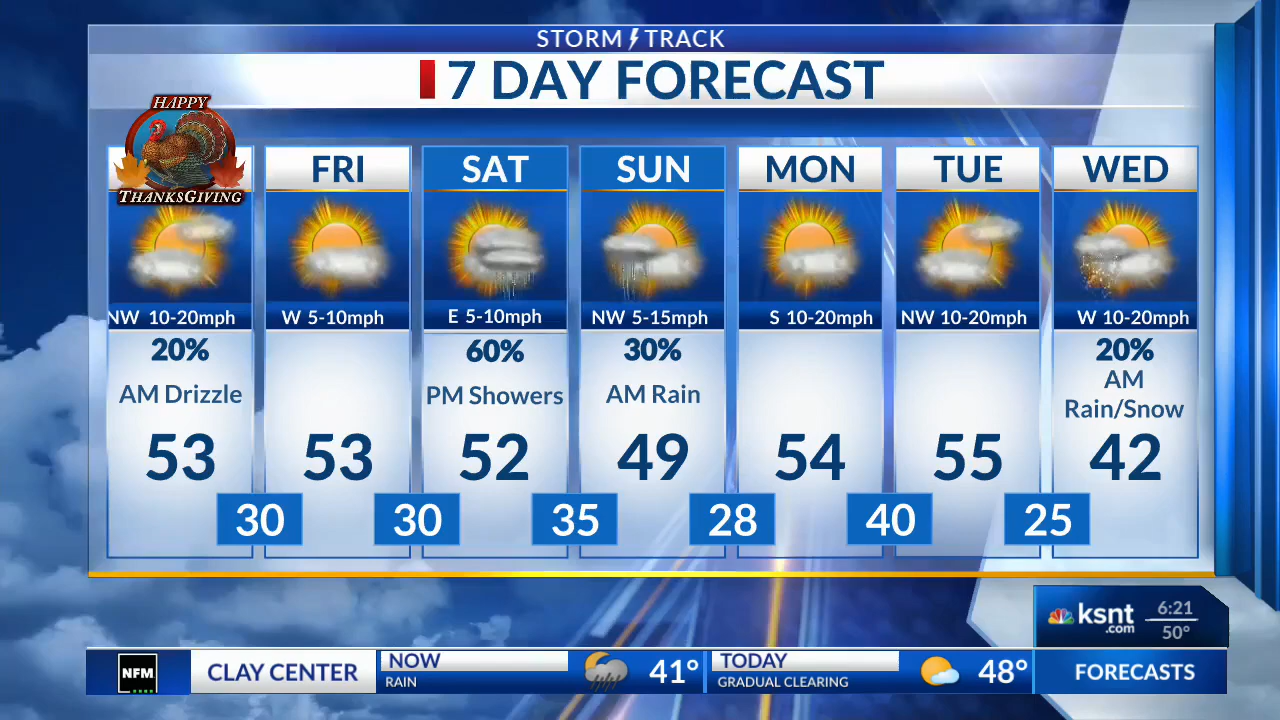 STORM TRACK
7 DAY FORECAST
HAPPY
THANKSGIVING
FRI
SAT
SUN
MON
TUE
WED
NW 10-20mph
W 5-10mph
E 5-10mph
NW 5-15mph
S 10-20mph
NW 10-20mph
W 10-20mph
20%
60%
30%
20%
AM Drizzle
PM Showers
AM Rain
AM
Rain/Snow
53
53
52
49
54
55
42
30
30
35
28
40
25
ksnt
.com
6:21
50°
NFM
CLAY CENTER
NOW
RAIN
41°
TODAY
GRADUAL CLEARING
48°
FORECASTS